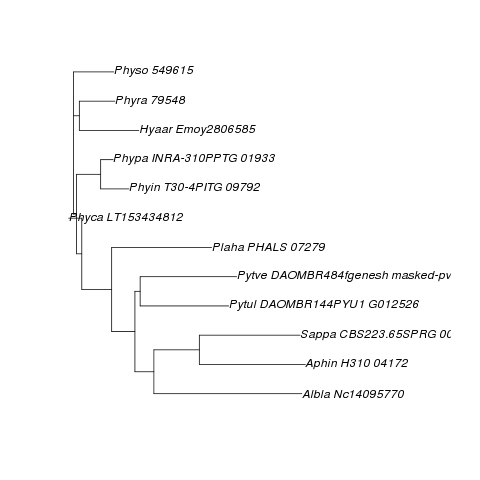 Physo 549615
Phyra 79548
Hyaar Emoy2806585
Phypa INRA-310PPTG 01933
Phyin T30-4PITG 09792
Phyca LT153434812
Plaha PHALS 07279
Pytve DAOMBR484fgenesh masked-pv
Pytul DAOMBR144PYU1 G012526
Sappa CBS223.65SPRG 00
Aphin H310 04172
Albla Nc14095770